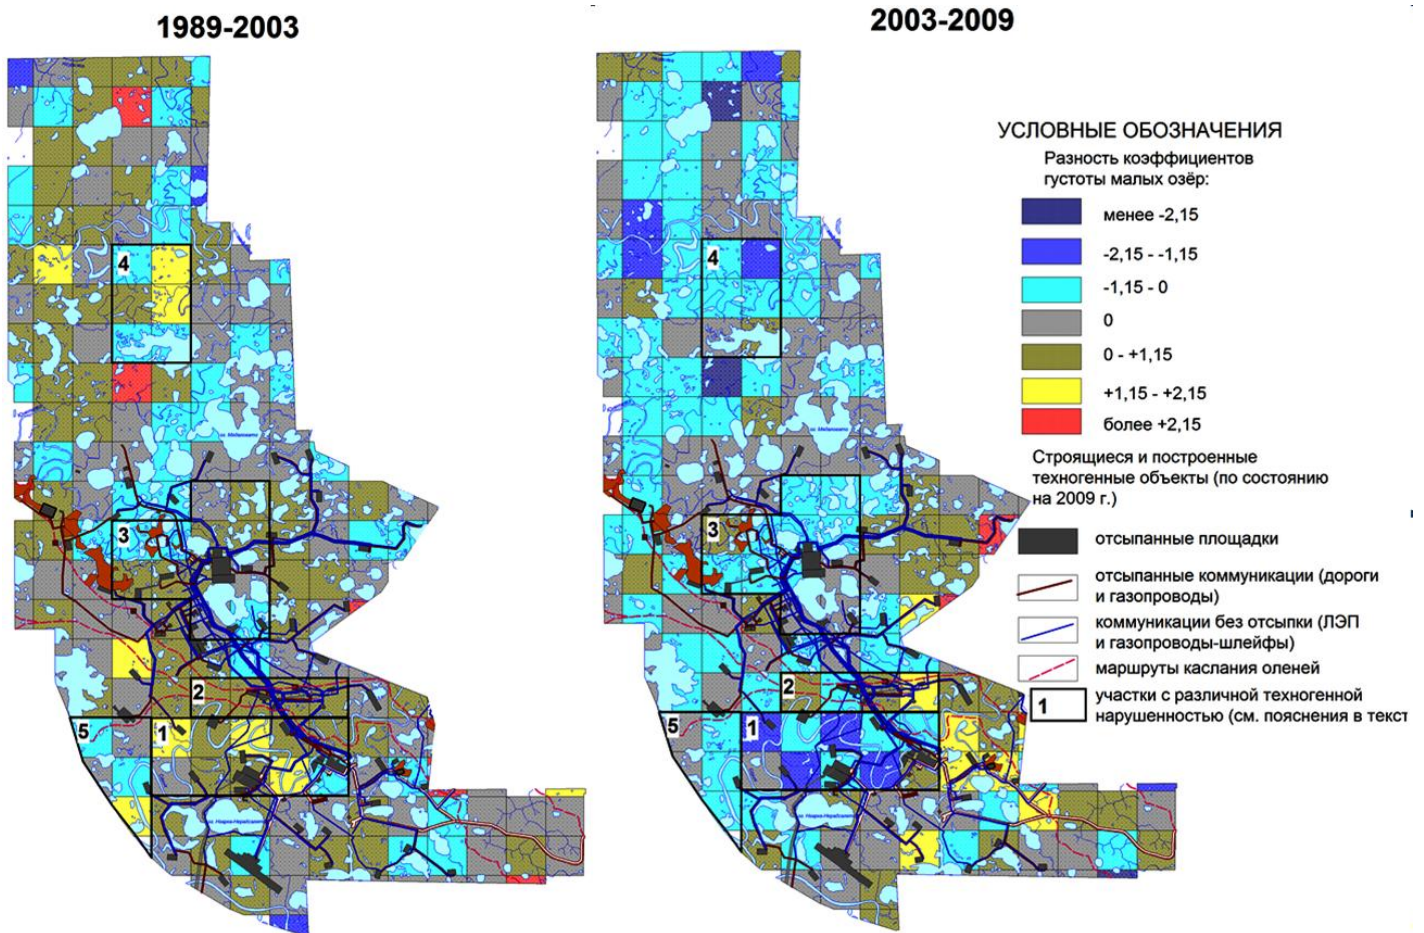 1989-2003
2003-2009
4
3
2
5
1
4
3
2
5
1
УСЛОВНЫЕ ОБОЗНАЧЕНИЯ
Разность коэффициентов
густоты малых озёр:
менее -2,15
-2,15 - -1,15
-1,15 - 0
0
0 - +1,15
+1,15 - +2,15
более +2,15
Строящиеся и построенные
техногенные объекты (по состоянию
на 2009 г.)
отсыпанные площадки
отсыпанные коммуникации (дороги
и газопроводы)
коммуникации без отсыпки (ЛЭП
и газопроводы-шлейфы)
маршруты каслания оленей
1
участки с различной техногенной
нарушенностью (см. пояснения в текст